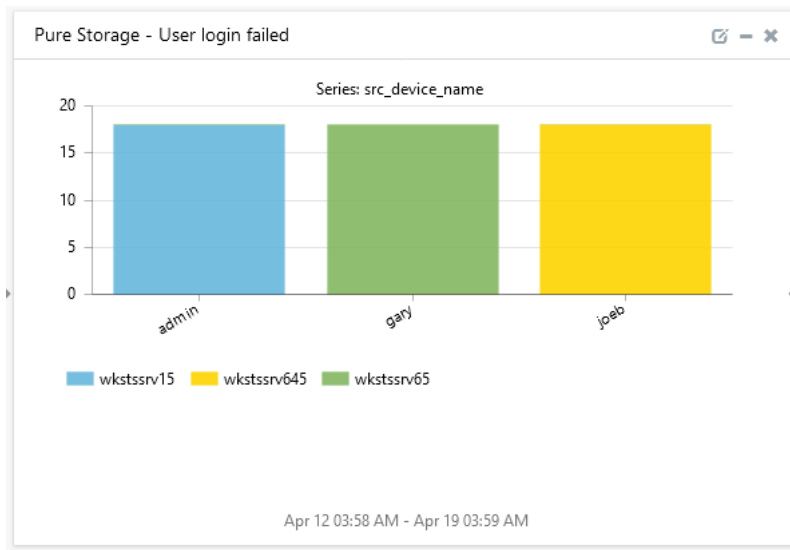 Pure Storage - User login failed
Series: src_device_name
20
15
10
5
0
admin gary joeb
wkstssrv15 wkstssrv645 wkstssrv65
Apr 12 03:58 AM - Apr 19 03:59 AM